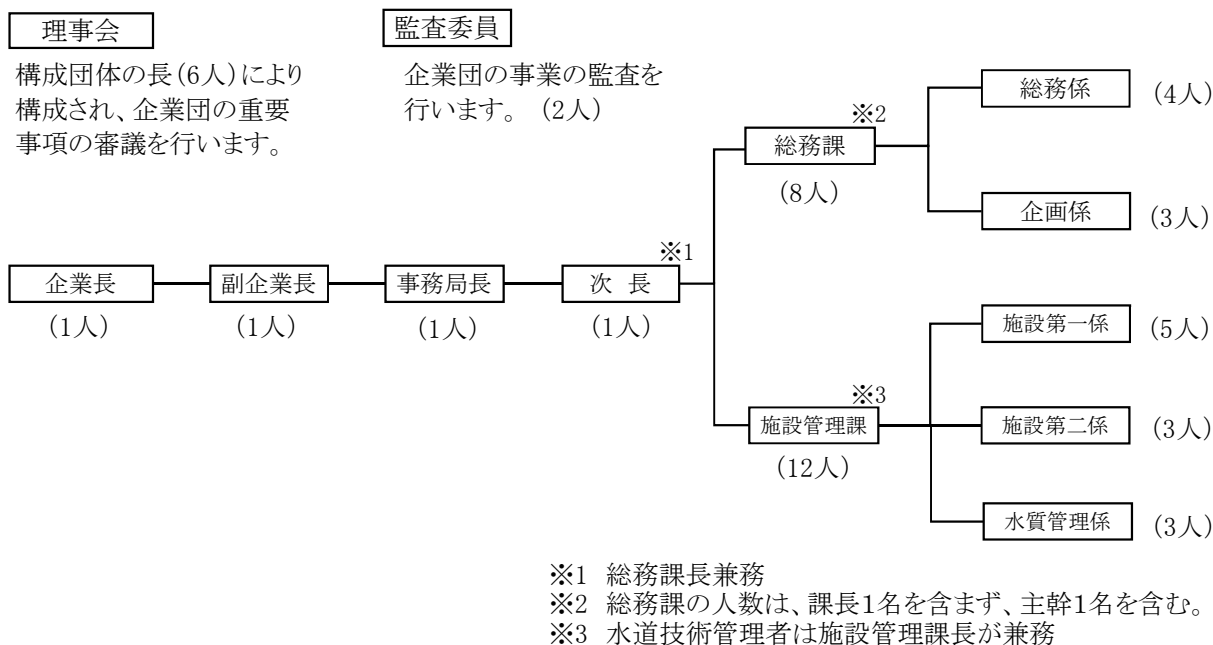 理事会
構成団体の長(6人)により
構成され、企業団の重要
事項の審議を行います。
監査委員
企業団の事業の監査を
行います。 (2人)
企業長
(1人)
副企業長
(1人)
事務局長
(1人)
※1
次 長
(1人)
※2
総務課
(8人)
総務係 (4人)
企画係 (3人)
※3
施設管理課
(12人)
施設第一係 (5人)
施設第二係 (3人)
水質管理係 (3人)
※1 総務課長兼務
※2 総務課の人数は、課長1名を含まず、主幹1名を含む。
※3 水道技術管理者は施設管理課長が兼務